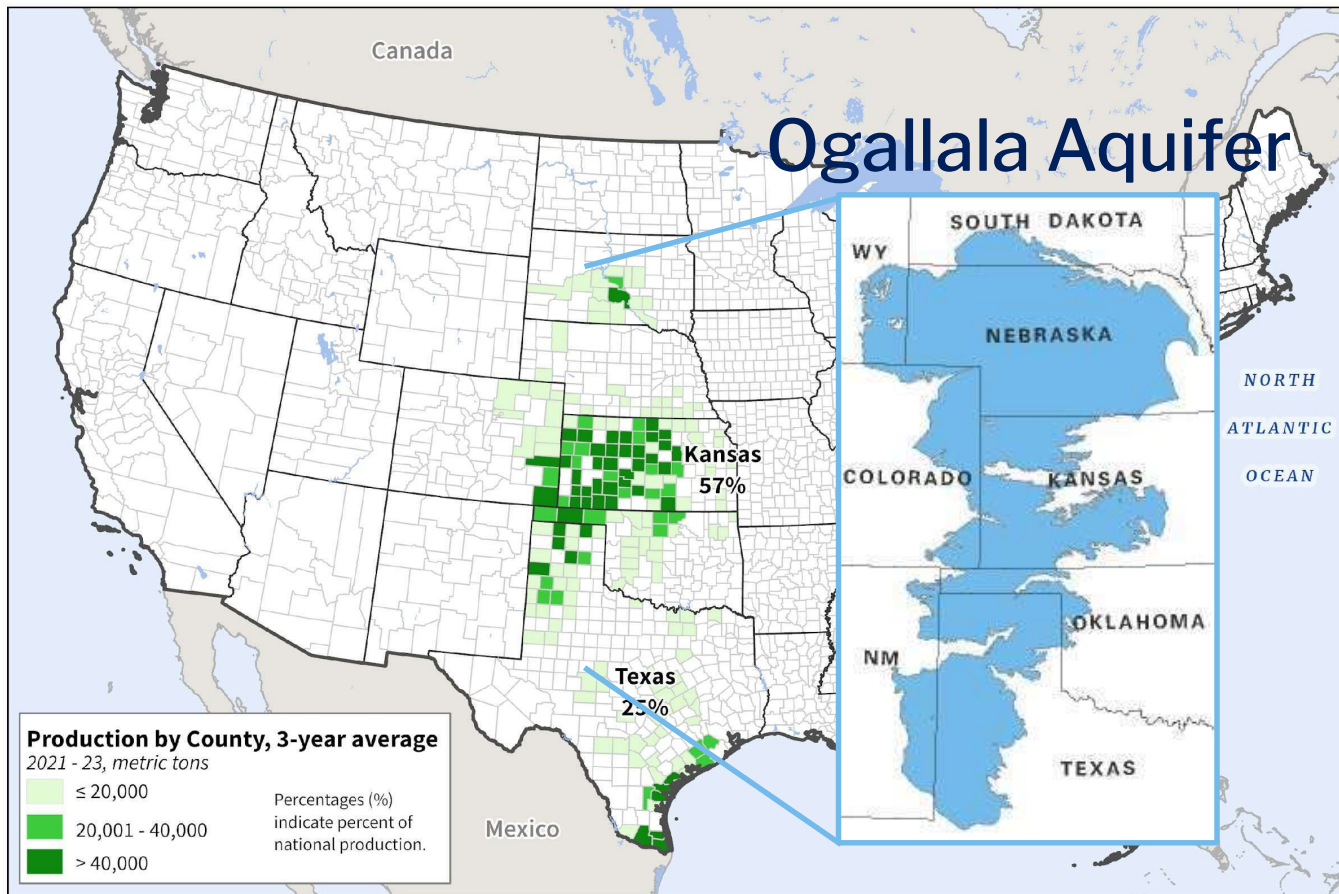 Canada
Ogallala Aquifer
SOUTH DAKOTA
WY
NEBRASKA
COLORADO
KANSAS
OKLAHOMA
NM
TEXAS
NORTH
ATLANTIC
OCEAN
Kansas
57%
Texas
25%
Mexico
Production by County, 3-year average
2021 - 23, metric tons
≤ 20,000
20,001 - 40,000
> 40,000
Percentages (%)
indicate percent of
national production.